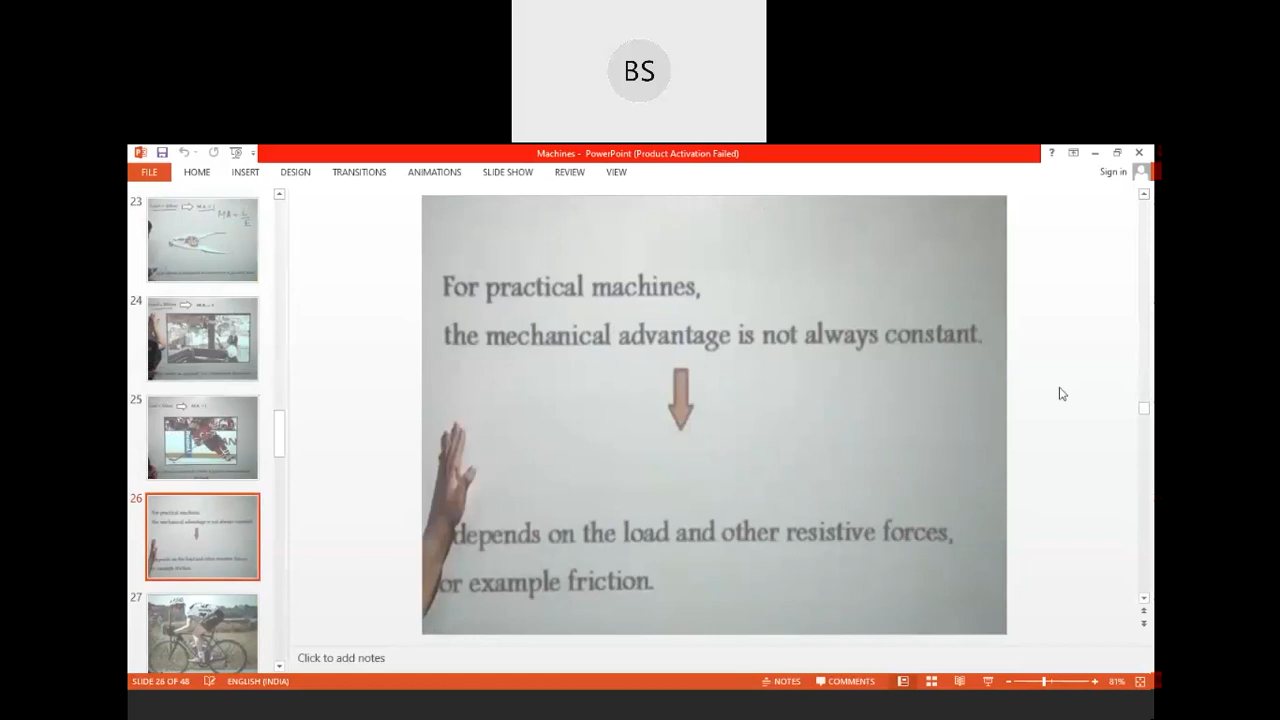 BS
Machines - PowerPoint (Product Activation Failed)
?
FILE HOME INSERT DESIGN TRANSITIONS ANIMATIONS SLIDE SHOW REVIEW VIEW
Sign in
23
24
25
26
27
For practical machines,
the mechanical advantage is not always constant.
depends on the load and other resistive forces,
or example friction.
Click to add notes
SLIDE 26 OF 48 ENGLISH (INDIA) NOTES COMMENTS 81%